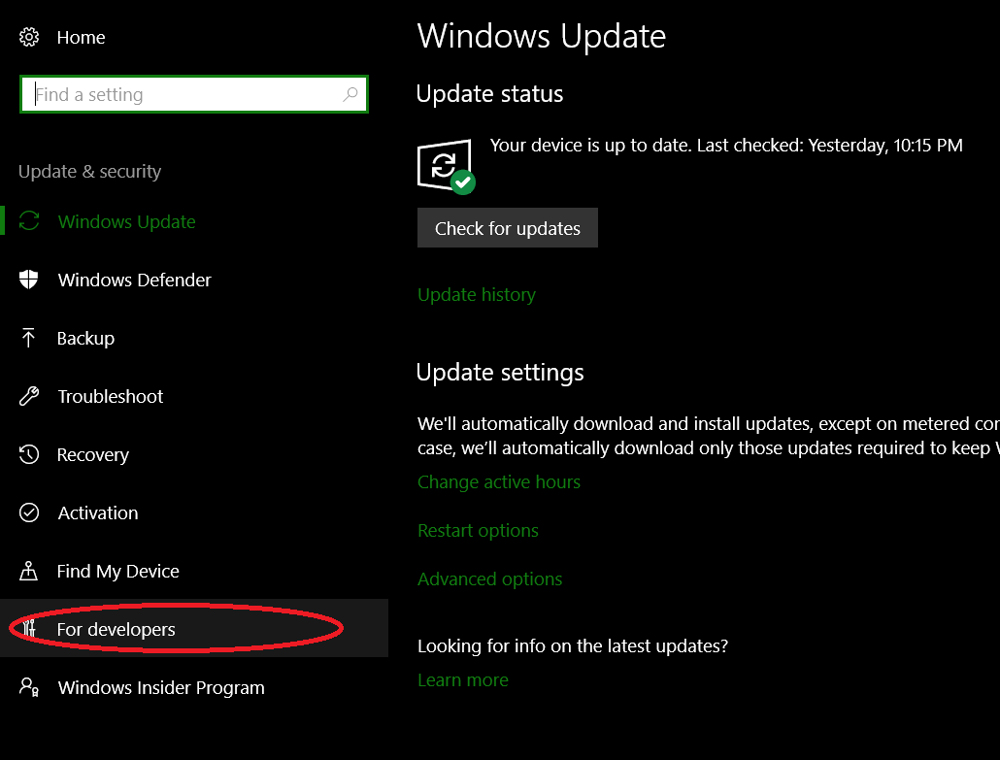 Home
Find a setting
Update & security
Windows Update
Windows Defender
Backup
Troubleshoot
Recovery
Activation
Find My Device
For developers
Windows Insider Program
Windows Update
Update status
Your device is up to date. Last checked: Yesterday, 10:15 PM
Check for updates
Update history
Update settings
We'll automatically download and install updates, except on metered
case, we'll automatically download only those updates required to keep
Change active hours
Restart options
Advanced options
Looking for info on the latest updates?
Learn more